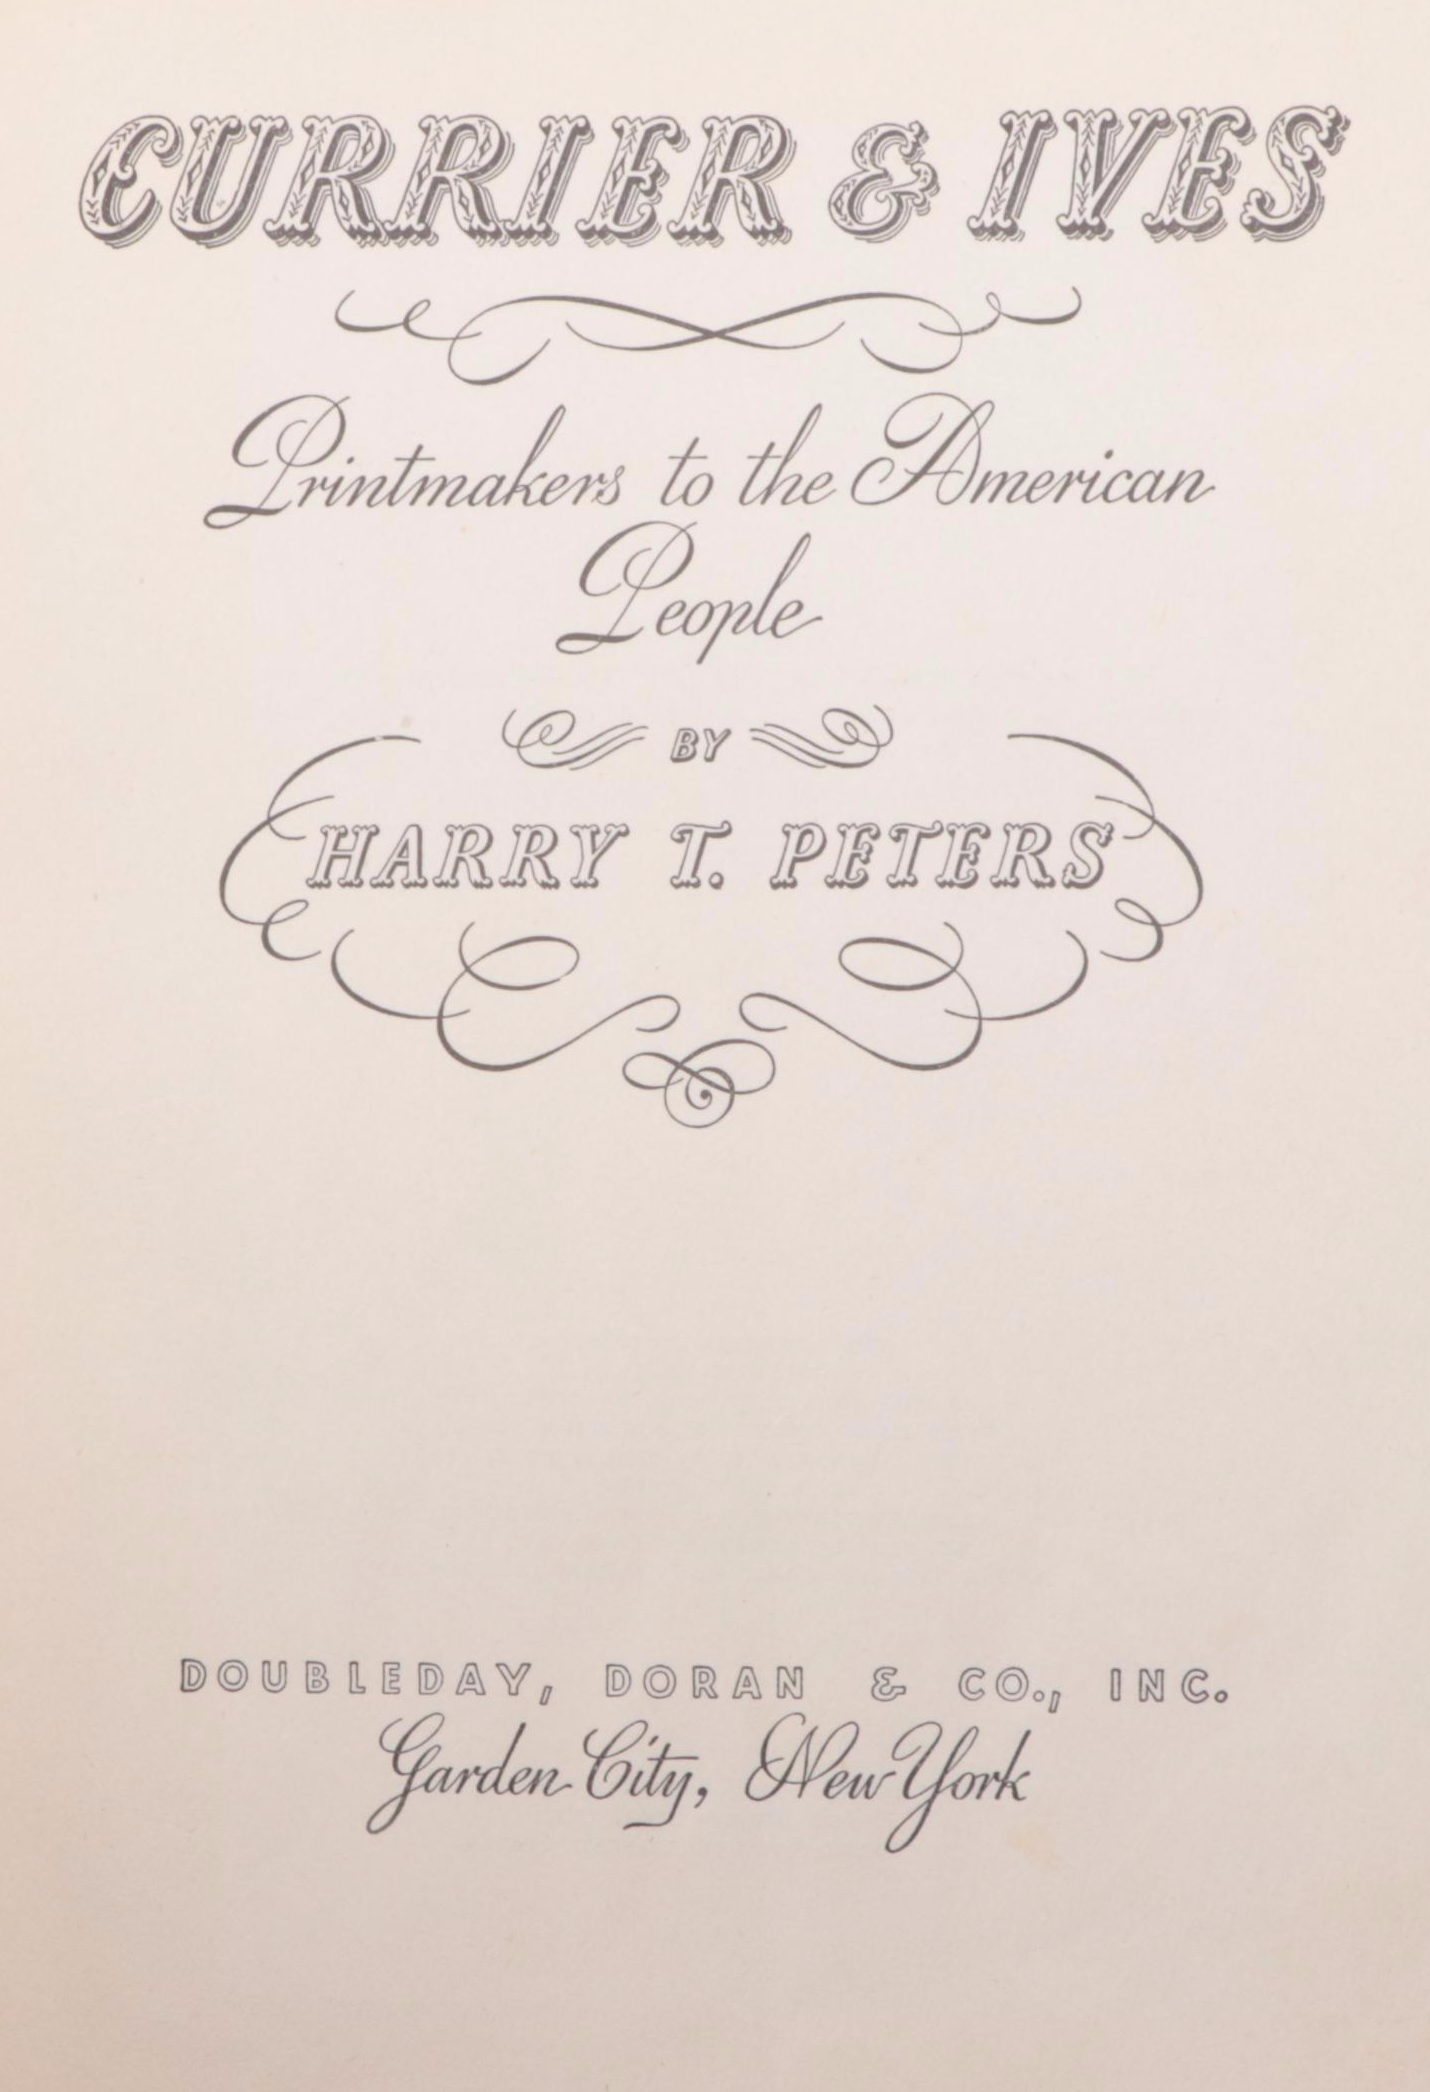 CURRIER & IVES
Printmakers to the American
People
BY
HARRY T. PETERS
DOUBLEDAY, DORAN & CO., INC.
Garden City, New York